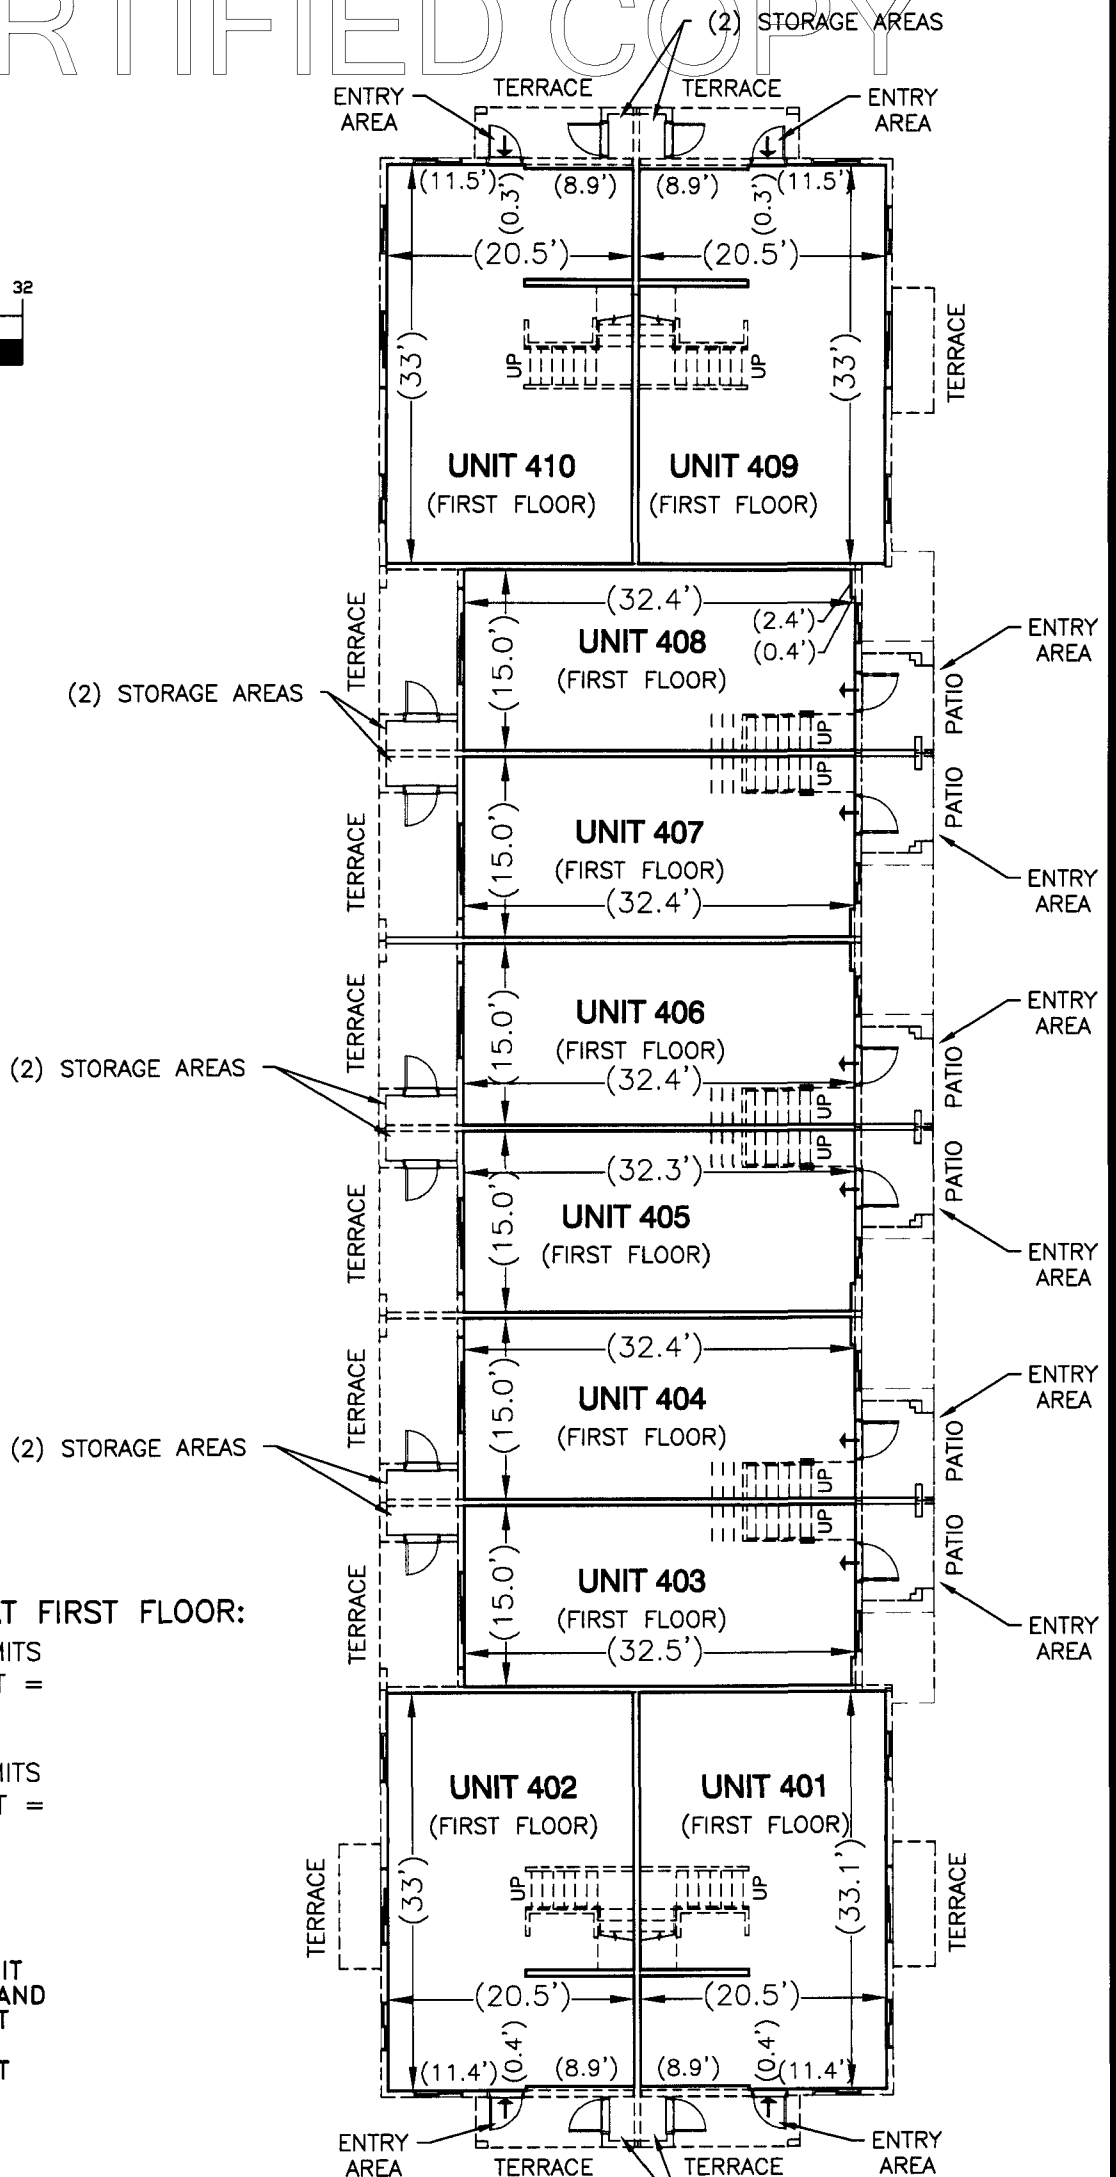 RTIFIED COPY
(2) STORAGE AREAS
TERRACE TERRACE
ENTRY AREA
ENTRY AREA
(11.5') (0.3') (8.9') (8.9') (0.3') (11.5')
(20.5') (20.5')
32
TERRACE
(33') UP UP (33')
UNIT 410
(FIRST FLOOR)
UNIT 409
(FIRST FLOOR)
(32.4')
(2.4')
(0.4')
TERRACE
(15.0')
UNIT 408
(FIRST FLOOR)
ENTRY AREA
PATIO
(2) STORAGE AREAS
UP
UP
PATIO
TERRACE
(15.0')
UNIT 407
(FIRST FLOOR)
(32.4')
ENTRY AREA
TERRACE
(15.0')
UNIT 406
(FIRST FLOOR)
(32.4')
ENTRY AREA
PATIO
(2) STORAGE AREAS
UP
UP
PATIO
(32.3')
TERRACE
(15.0')
UNIT 405
(FIRST FLOOR)
ENTRY AREA
(32.4')
TERRACE
(15.0')
UNIT 404
(FIRST FLOOR)
ENTRY AREA
PATIO
(2) STORAGE AREAS
UP
UP
PATIO
TERRACE
(15.0')
UNIT 403
(FIRST FLOOR)
(32.5')
ENTRY AREA
T FIRST FLOOR:
MITS
T =
MITS
T =
IT
AND
T
T
UNIT 402
(FIRST FLOOR)
UNIT 401
(FIRST FLOOR)
TERRACE
(33') UP UP (33.1')
TERRACE
(20.5') (20.5')
(11.4') (0.4') (8.9') (8.9') (0.4') (11.4')
ENTRY AREA
TERRACE TERRACE
ENTRY AREA